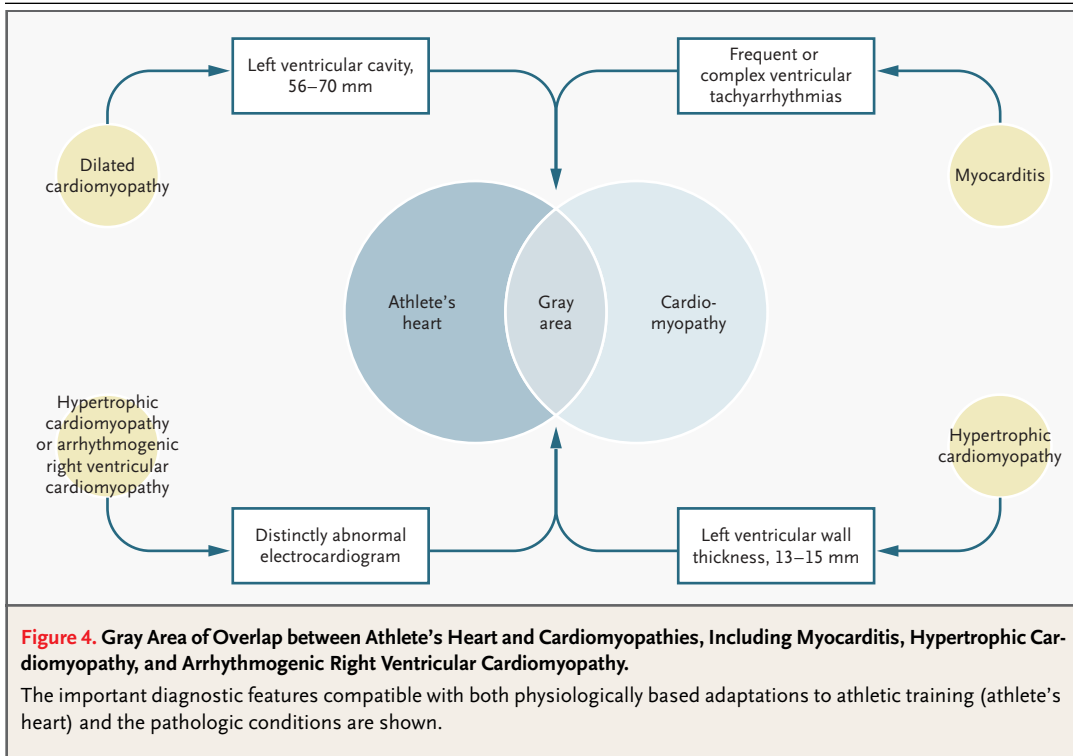 Left ventricular cavity,
56–70 mm
Frequent or
complex ventricular
tachyarrhythmias
Dilated
cardiomyopathy
Myocarditis
Athlete’s
heart
Gray
area
Cardio-
myopathy
Hypertrophic
cardiomyopathy
or arrhythmogenic
right ventricular
cardiomyopathy
Hypertrophic
cardiomyopathy
Distinctly abnormal
electrocardiogram
Left ventricular wall
thickness, 13–15 mm
Figure 4. Gray Area of Overlap between Athlete’s Heart and Cardiomyopathies, Including Myocarditis, Hypertrophic Car-
diomyopathy, and Arrhythmogenic Right Ventricular Cardiomyopathy.
The important diagnostic features compatible with both physiologically based adaptations to athletic training (athlete’s
heart) and the pathologic conditions are shown.